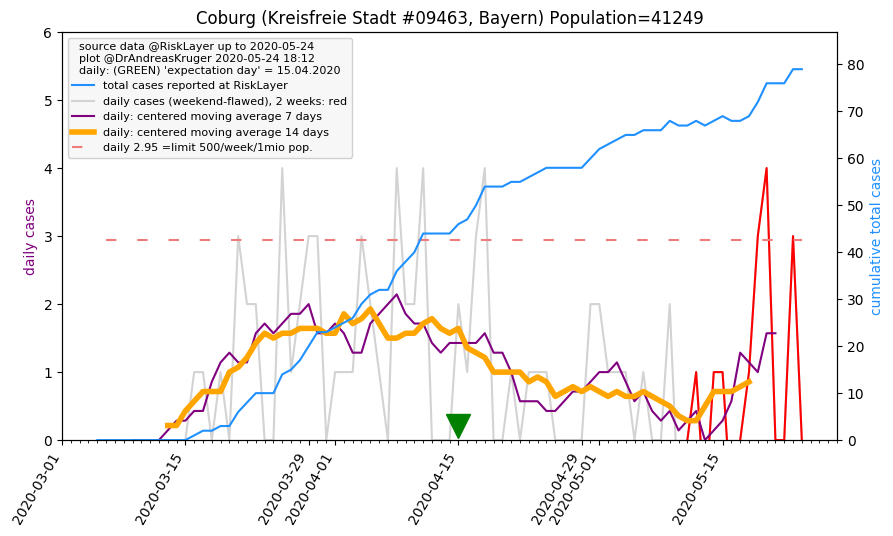 Coburg (Kreisfreie Stadt #09463, Bayern) Population=41249
source data @RiskLayer up to 2020-05-24
plot @DrAndreasKruger 2020-05-24 18:12
daily: (GREEN) 'expectation day' = 15.04.2020
total cases reported at RiskLayer
daily cases (weekend-flawed), 2 weeks: red
daily: centered moving average 7 days
daily: centered moving average 14 days
daily 2.95 =limit 500/week/1mio pop.
daily cases
6
5
4
3
2
1
0
cumulative total cases
80
70
60
50
40
30
20
10
0
2020-03-01
2020-03-15
2020-03-29
2020-04-01
2020-04-15
2020-04-29
2020-05-01
2020-05-15